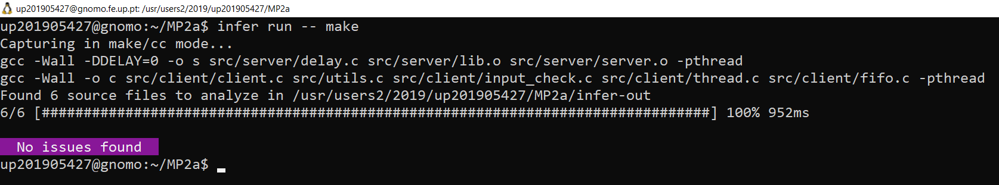 up201905427@gnomo.fe.up.pt: /usr/users2/2019/up201905427/MP2a
up201905427@gnomo:~/MP2a$ infer run -- make
Capturing in make/cc mode...
gcc -Wall -DDELAY=0 -o s src/server/delay.c src/server/lib.o src/server/server.o -pthread
gcc -Wall -o c src/client/client.c src/utils.c src/client/input_check.c src/client/thread.c src/client/fifo.c -pthread
Found 6 source files to analyze in /usr/users2/2019/up201905427/MP2a/infer-out
6/6 [################################################################################] 100% 952ms
No issues found
up201905427@gnomo:~/MP2a$